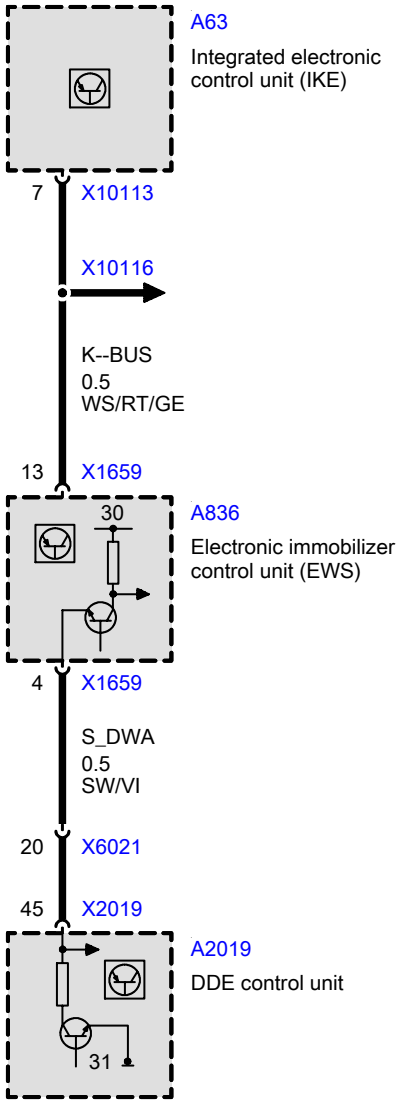 A63
Integrated electronic
control unit (IKE)
7 X10113
X10116
K--BUS
0.5
WS/RT/GE
13 X1659
30
A836
Electronic immobilizer
control unit (EWS)
4 X1659
S_DWA
0.5
SW/VI
20 X6021
45 X2019
A2019
DDE control unit
31